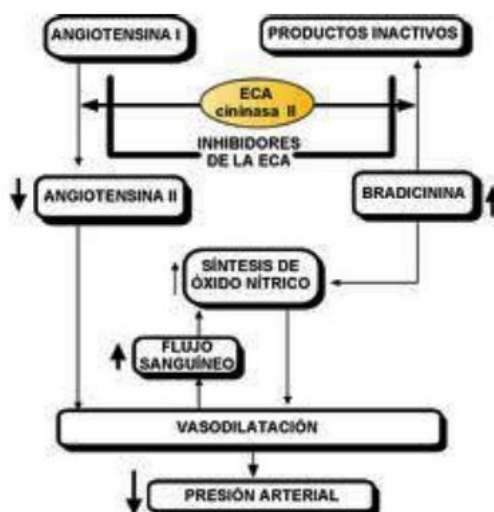 ANGIOTENSINA I
PRODUCTOS INACTIVOS
ECA
cininasa II
INHIBIDORES
DE LA ECA
ANGIOTENSINA II
BRADICININA
SÍNTESIS DE
ÓXIDO NÍTRICO
FLUJO
SANGUÍNEO
VASODILATACIÓN
PRESIÓN ARTERIAL